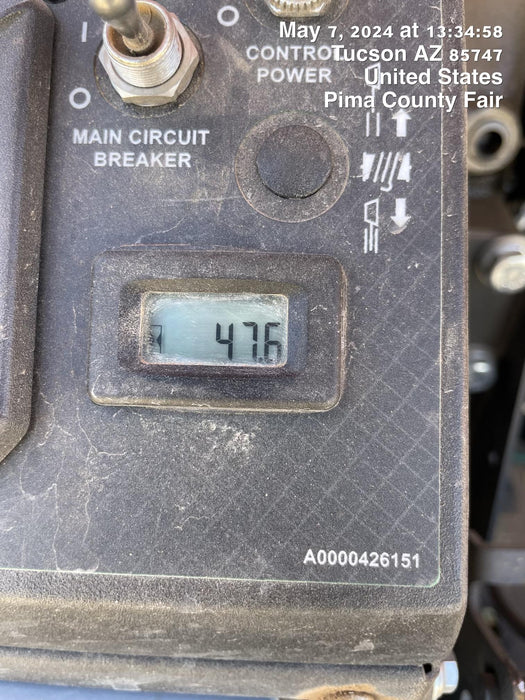 May 7, 2024 at 13:34:58
Tucson AZ 85747
United States
Pima County Fair
I
O
O
CONTROL
POWER
MAIN CIRCUIT
BREAKER
47.6
A0000426151